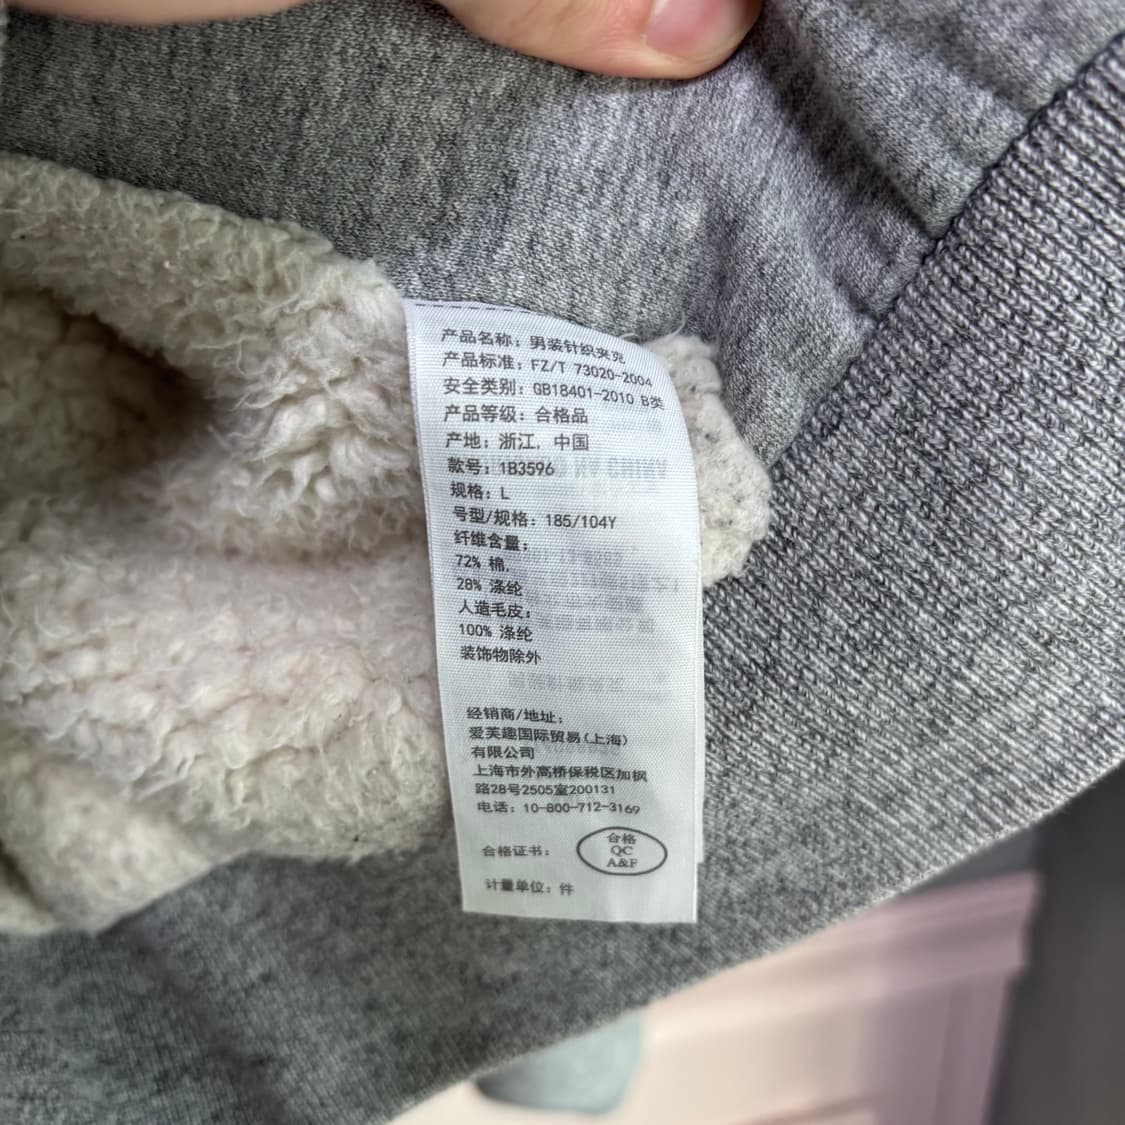 产品名称：男装针织夹克
产品标准：FZ/T 73020-2004
安全类别：GB18401-2010 B类
产品等级：合格品
产地：浙江, 中国
款号：1B3596
规格：L
号型/规格：185/104Y
纤维含量：
72% 棉,
28% 涤纶
人造毛皮：
100% 涤纶
装饰物除外
经销商/地址：
爱芙趣国际贸易(上海)
有限公司
上海市外高桥保税区加枫
路28号2505室200131
电话：10-800-712-3169
合格证书：
合格
QC
A&F
计量单位：件